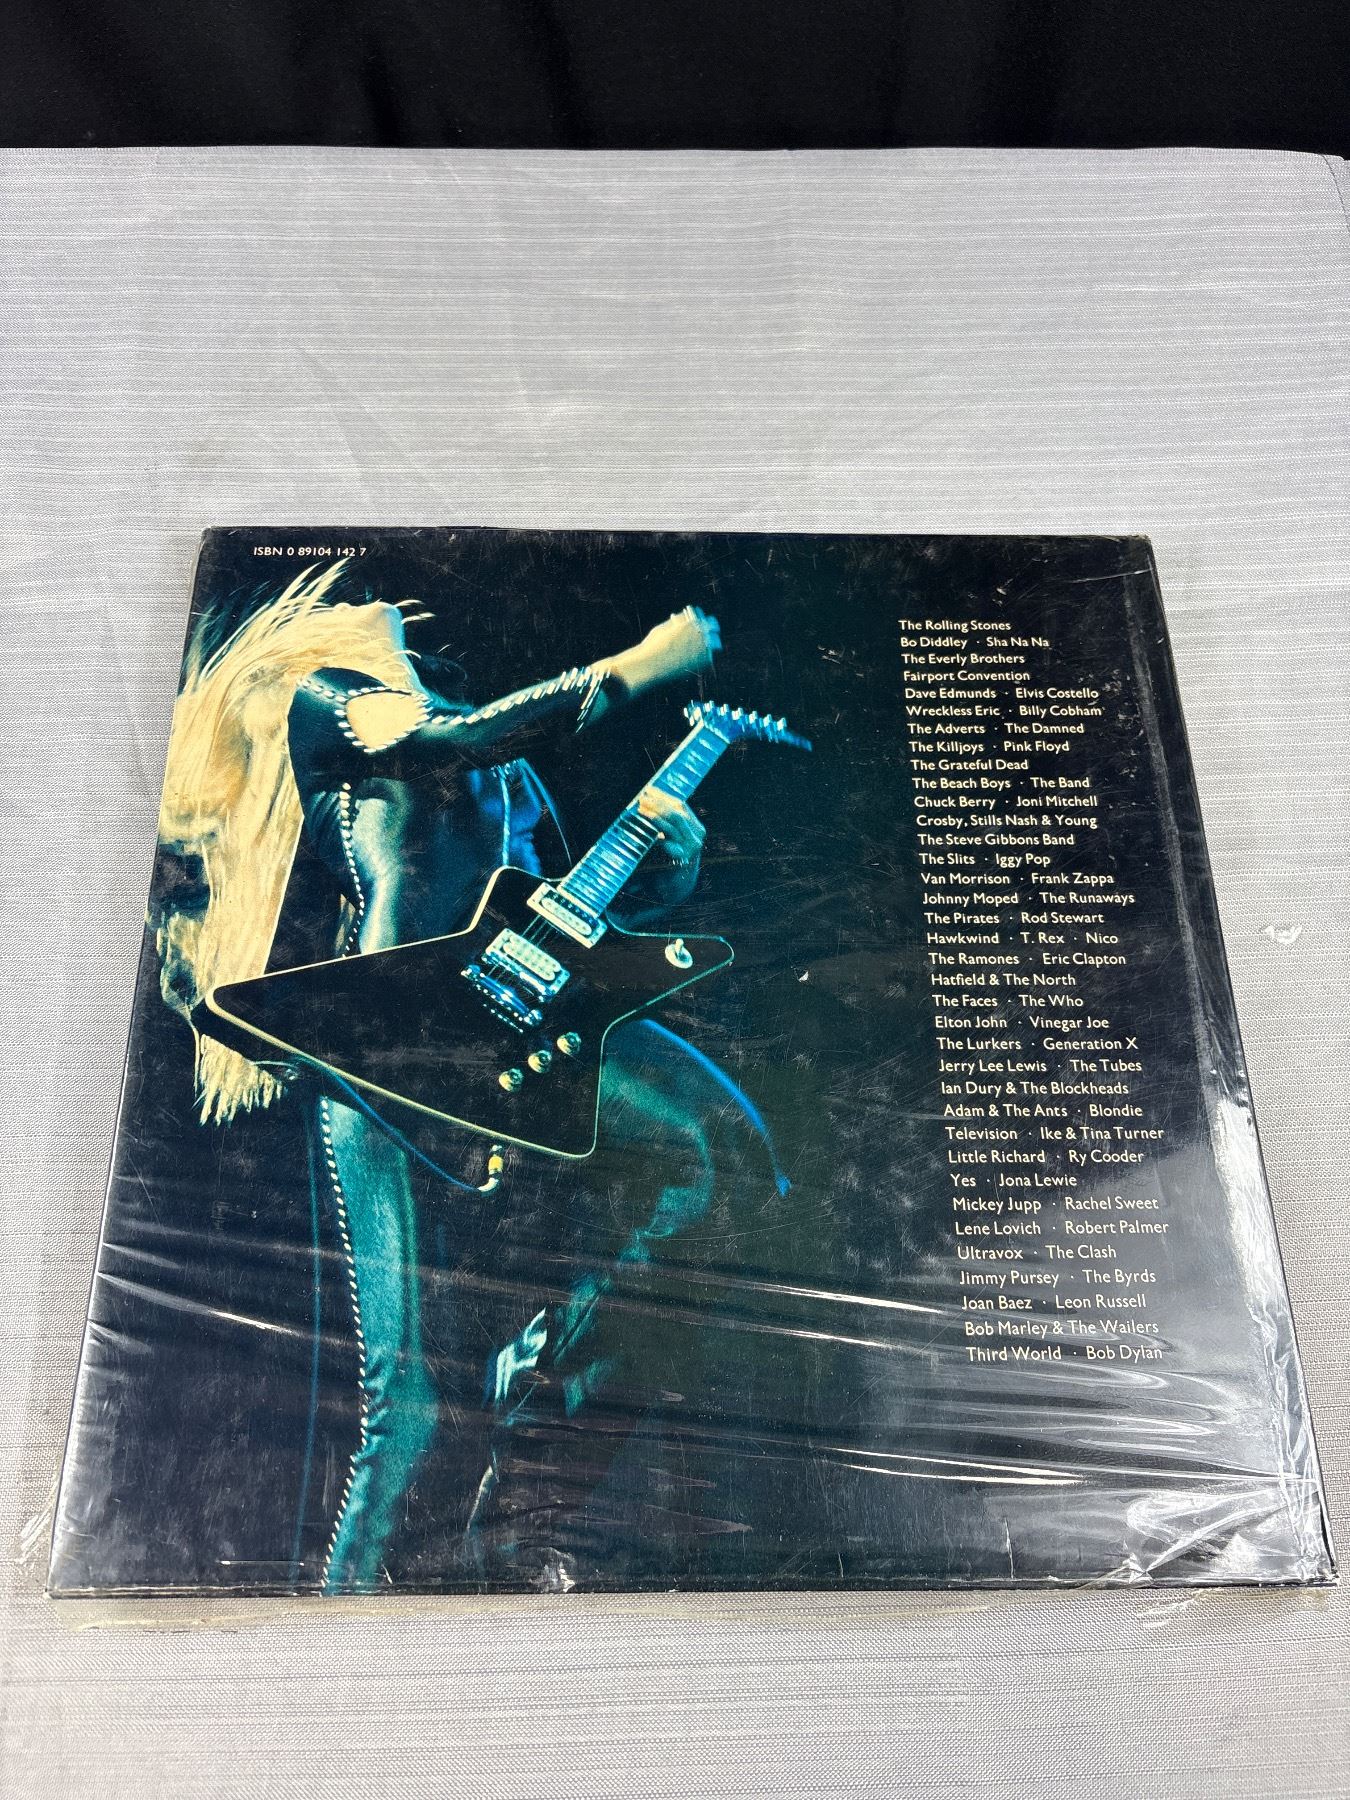 ISBN 0 89104 142 7
The Rolling Stones
Bo Diddley · Sha Na Na
The Everly Brothers
Fairport Convention
Dave Edmunds · Elvis Costello
Wreckless Eric · Billy Cobham
The Adverts · The Damned
The Killjoys · Pink Floyd
The Grateful Dead
The Beach Boys · The Band
Chuck Berry · Joni Mitchell
Crosby, Stills Nash & Young
The Steve Gibbons Band
The Slits · Iggy Pop
Van Morrison · Frank Zappa
Johnny Moped · The Runaways
The Pirates · Rod Stewart
Hawkwind · T. Rex · Nico
The Ramones · Eric Clapton
Hatfield & The North
The Faces · The Who
Elton John · Vinegar Joe
The Lurkers · Generation X
Jerry Lee Lewis · The Tubes
Ian Dury & The Blockheads
Adam & The Ants · Blondie
Television · Ike & Tina Turner
Little Richard · Ry Cooder
Yes · Jona Lewie
Mickey Jupp · Rachel Sweet
Lene Lovich · Robert Palmer
Ultravox · The Clash
Jimmy Pursey · The Byrds
Joan Baez · Leon Russell
Bob Marley & The Wailers
Third World · Bob Dylan